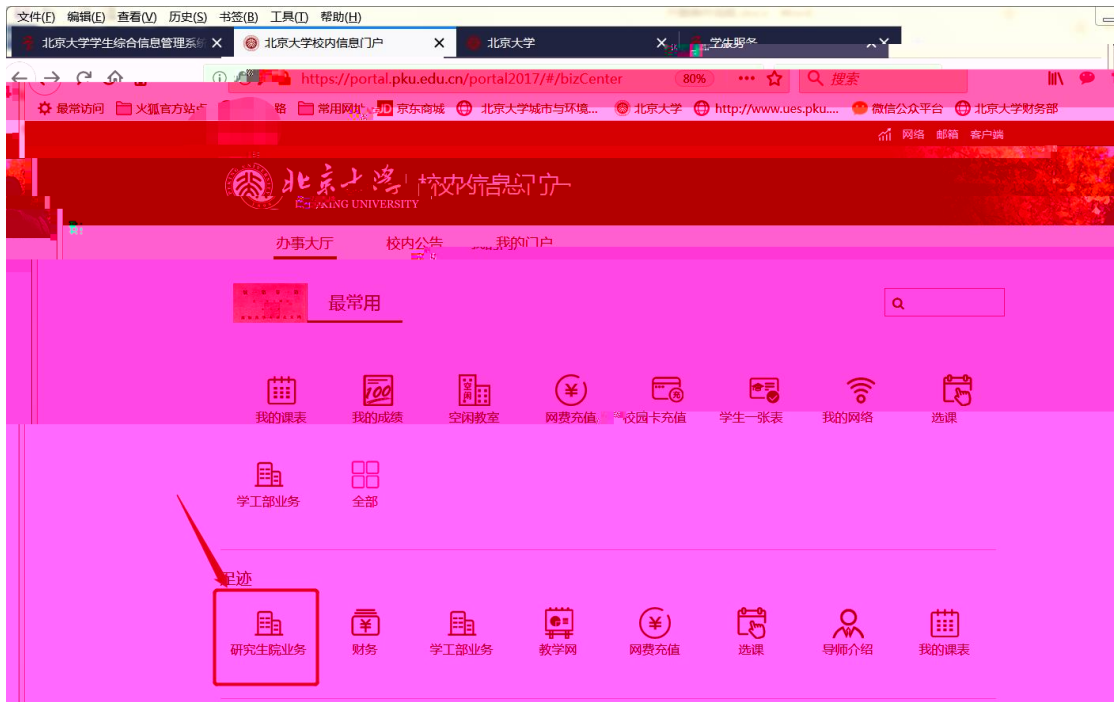 文件(F) 编辑(E) 查看(V) 历史(S) 书签(B) 工具(T) 帮助(H)
北京大学学生综合信息管理系统 北京大学校内信息门户 北京大学
https://portal.pku.edu.cn/portal2017/#/bizCenter 80% 搜索
最常访问 火狐官方站点 常用网址 京东商城 北京大学城市与环境... 北京大学 http://www.ues.pku.... 微信公众平台 北京大学财务部
网络 邮箱 客户端
北京大学 校内信息门户
PEKING UNIVERSITY
办事大厅 校内公告 我的门户
最常用
我的课表 我的成绩 空闲教室 网费充值 校园卡充值 学生一张表 我的网络 选课
学工部业务 全部
足迹
研究生院业务 财务 学工部业务 教学网 网费充值 选课 导师介绍 我的课表